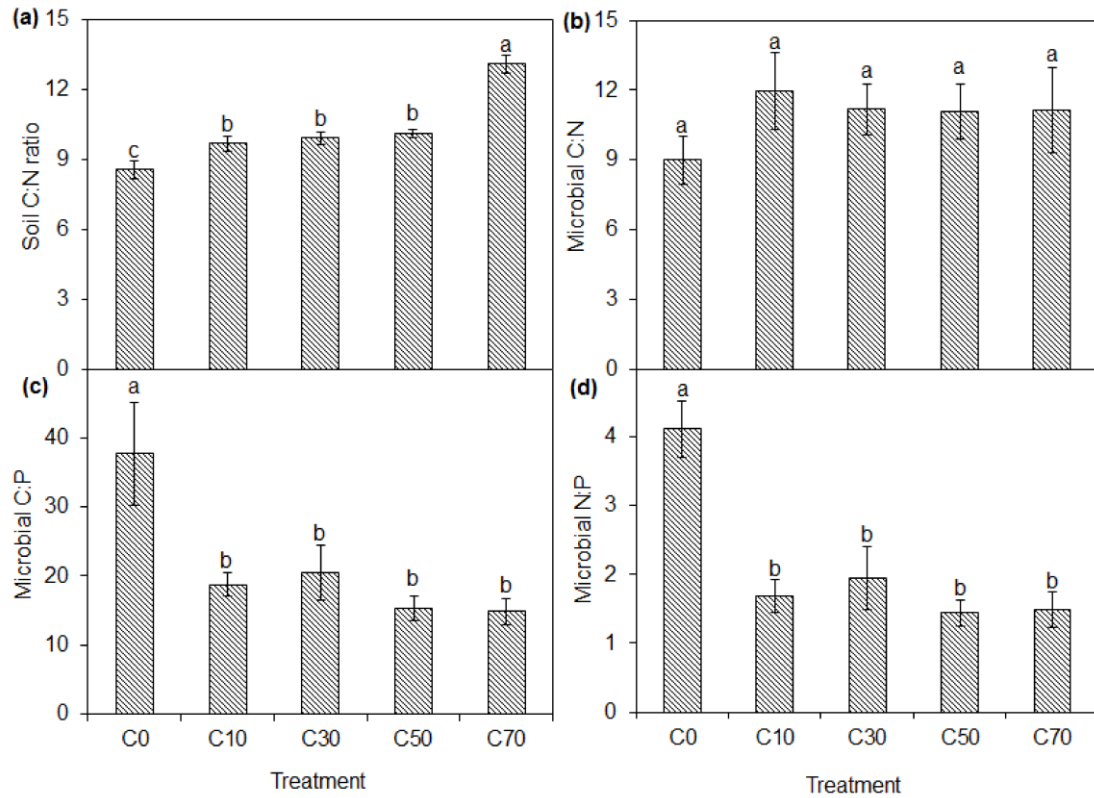 (a)
Soil C:N ratio
15
12
9
6
3
0
c
b
b
b
a
(b)
Microbial C:N
15
12
9
6
3
0
a
a
a
a
a
(c)
Microbial C:P
40
30
20
10
0
a
b
b
b
b
C0 C10 C30 C50 C70
Treatment
(d)
Microbial N:P
4
3
2
1
0
a
b
b
b
b
C0 C10 C30 C50 C70
Treatment